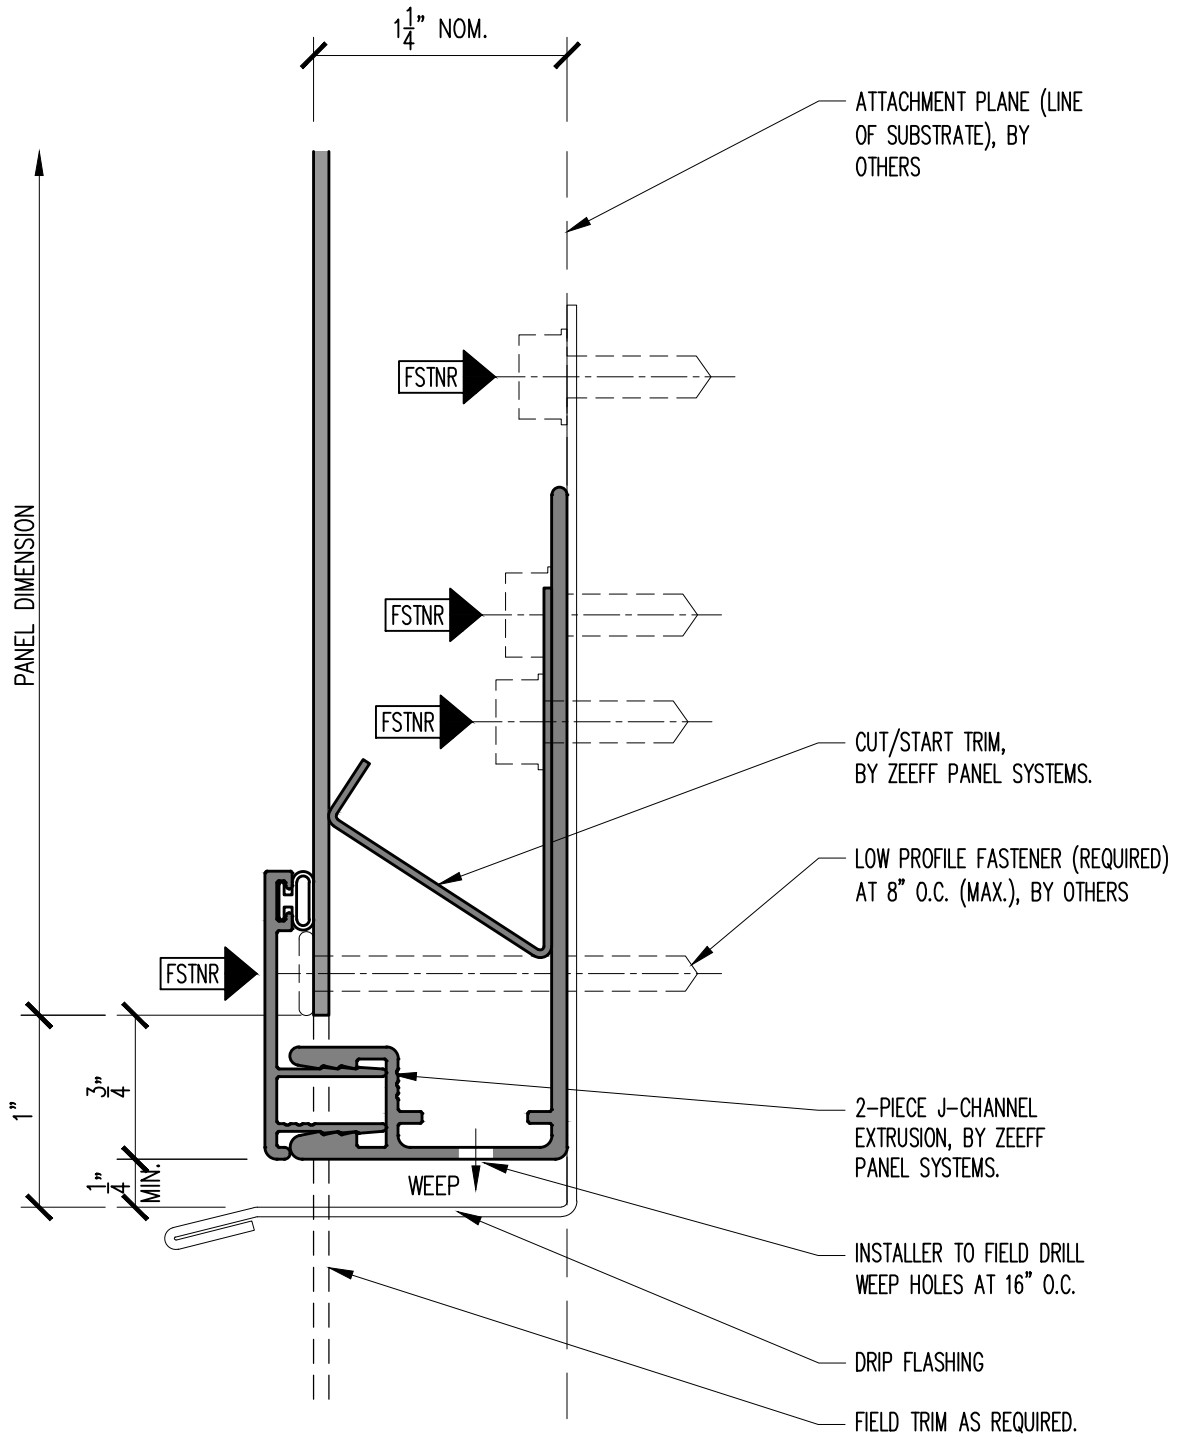 1 1/4" NOM.
ATTACHMENT PLANE (LINE
OF SUBSTRATE), BY
OTHERS
FSTNR
PANEL DIMENSION
FSTNR
FSTNR
CUT/START TRIM,
BY ZEEFF PANEL SYSTEMS.
LOW PROFILE FASTENER (REQUIRED)
AT 8" O.C. (MAX.), BY OTHERS
FSTNR
3/4"
1"
2-PIECE J-CHANNEL
EXTRUSION, BY ZEEFF
PANEL SYSTEMS.
1/4"
MIN.
WEEP
INSTALLER TO FIELD DRILL
WEEP HOLES AT 16" O.C.
DRIP FLASHING
FIELD TRIM AS REQUIRED.